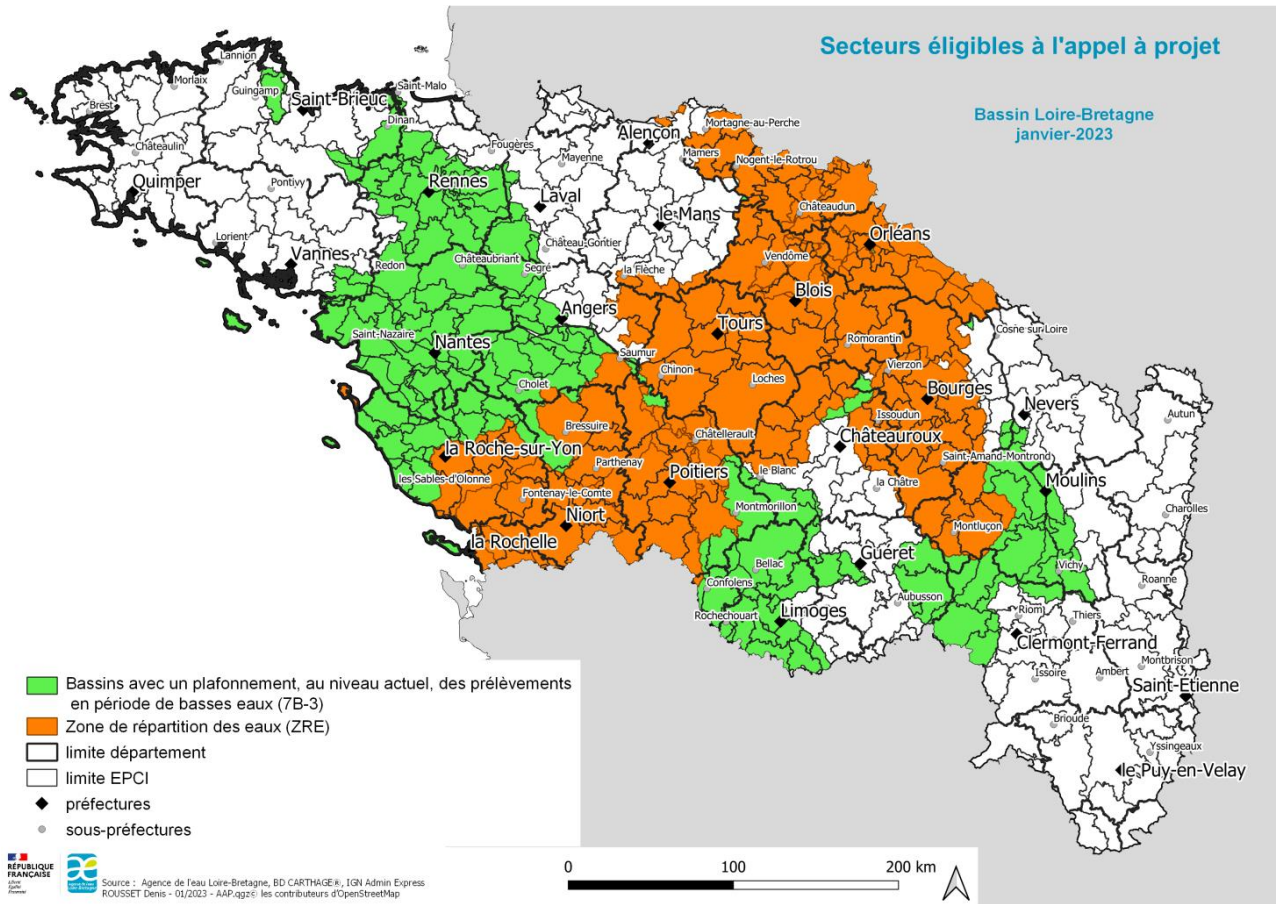 Secteurs éligibles à l'appel à projet
Bassin Loire-Bretagne
janvier-2023
Lannion
Morlaix
Guingamp
Saint-Brieuc
Saint-Malo
Brest
Dinan
Châteaulin
Fougères
Alençon
Mortagne-au-Perche
Mayenne
Mamers
Nogent-le-Rotrou
Quimper
Pontivy
Rennes
Laval
le Mans
Châteaudun
Lorient
Vannes
Château-Gontier
Orléans
Redon
Châteaubriant
Segré
la Flèche
Vendôme
Angers
Blois
Saint-Nazaire
Nantes
Tours
Cosne sur Loire
Saumur
Romorantin
Chinon
Vierzon
Cholet
Loches
Bourges
Nevers
Bressuire
Issoudun
Autun
la Roche-sur-Yon
Châtellerault
Châteauroux
Parthenay
Saint-Amand-Montrond
les Sables-d'Olonne
Poitiers
le Blanc
Moulins
Fontenay-le-Comte
la Châtre
Niort
Montmorillon
Charolles
la Rochelle
Montluçon
Bellac
Guéret
Vichy
Confolens
Roanne
Rochechouart
Limoges
Aubusson
Riom
Thiers
Clermont-Ferrand
Montbrison
Issoire
Ambert
Saint-Etienne
Brioude
Yssingeaux
le Puy-en-Velay
Bassins avec un plafonnement, au niveau actuel, des prélèvements
en période de basses eaux (7B-3)
Zone de répartition des eaux (ZRE)
limite département
limite EPCI
préfectures
sous-préfectures
RÉPUBLIQUE
FRANÇAISE
Liberté
Égalité
Fraternité
Source : Agence de l'eau Loire-Bretagne, BD CARTHAGE®, IGN Admin Express
ROUSSET Denis - 01/2023 - AAP.qgz© les contributeurs d'OpenStreetMap
0 100 200 km